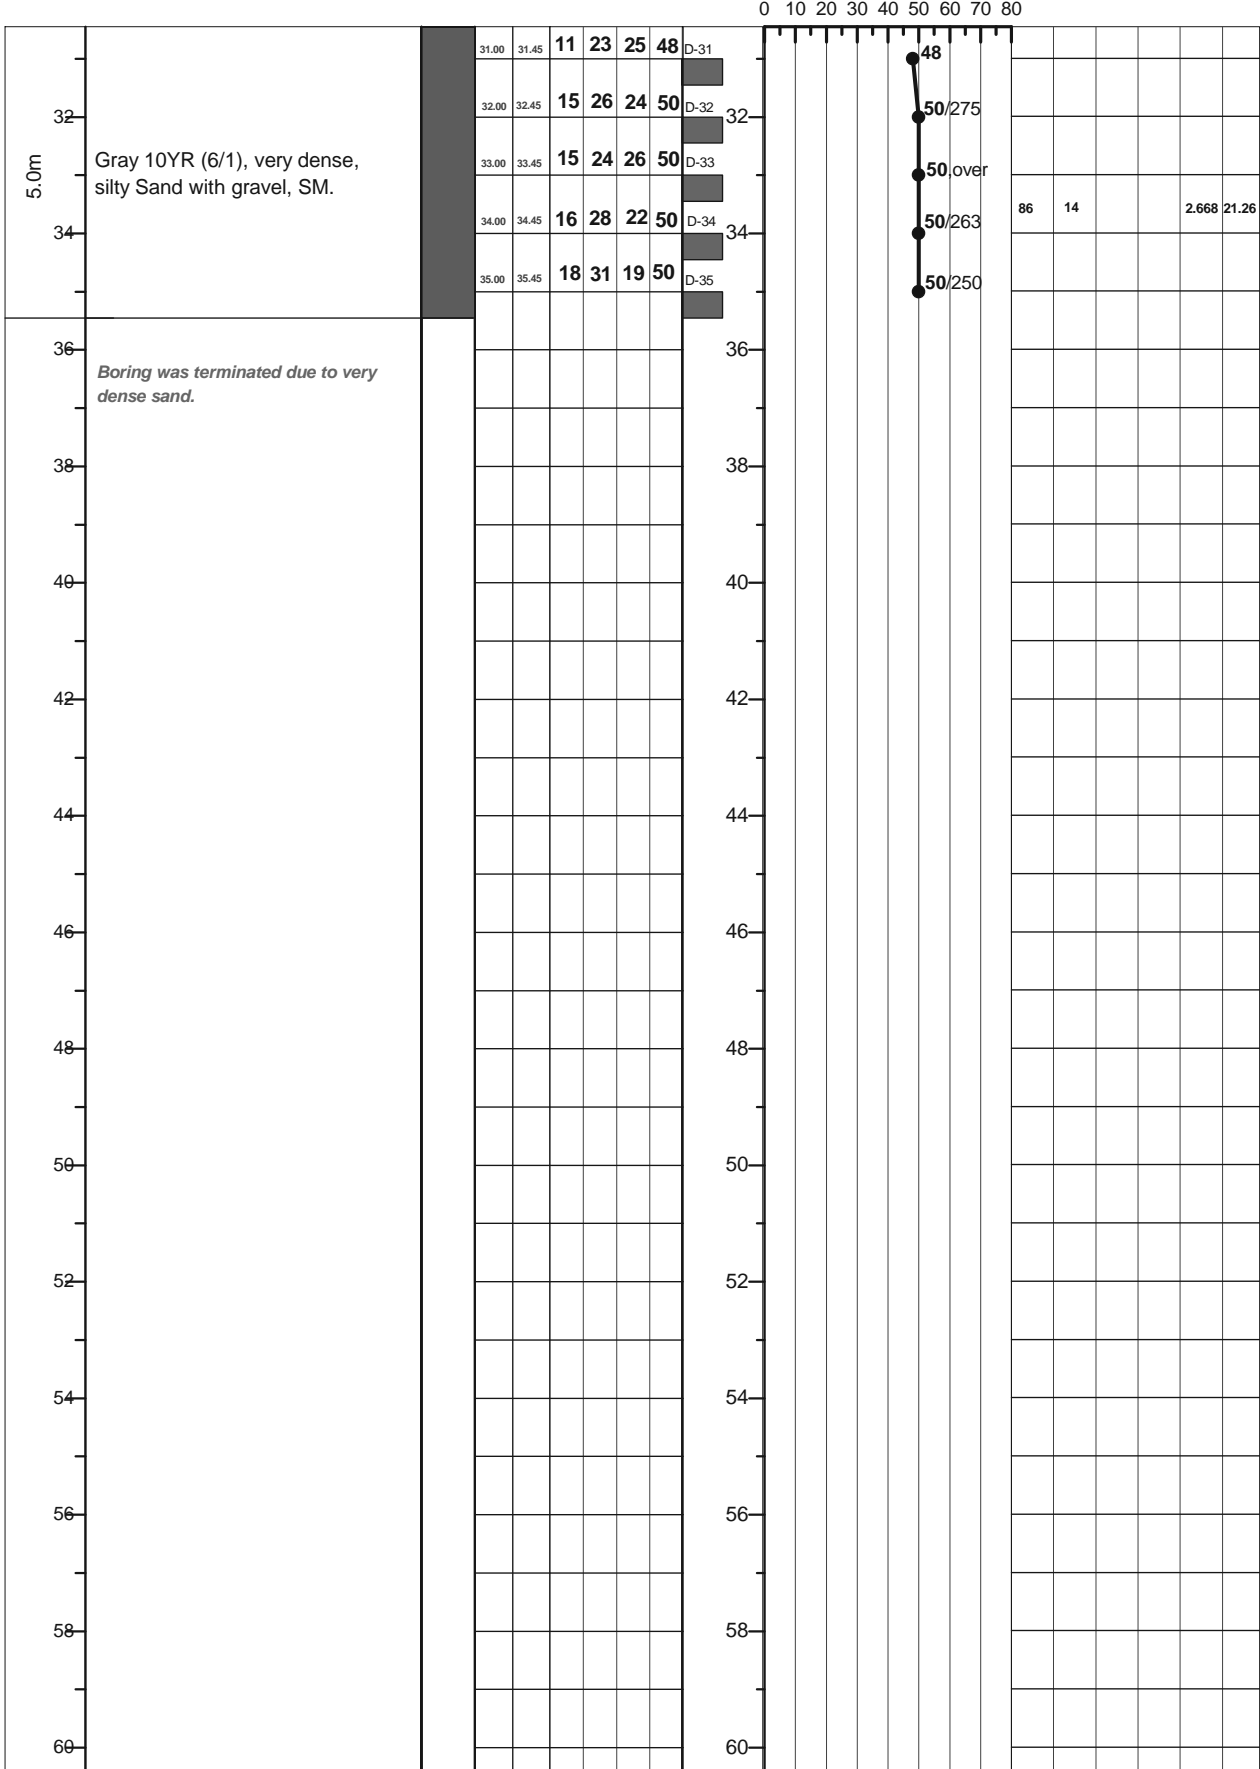 0 10 20 30 40 50 60 70 80
31.00 31.45 11 23 25 48 D-31 48
32.00 32.45 15 26 24 50 D-32 50/275
32 32
5.0m
Gray 10YR (6/1), very dense,
silty Sand with gravel, SM.
33.00 33.45 15 24 26 50 D-33 50,over
86 14 2.668 21.26
34.00 34.45 16 28 22 50 D-34 50/263
34 34
35.00 35.45 18 31 19 50 D-35 50/250
36 36
Boring was terminated due to very
dense sand.
38 38
40 40
42 42
44 44
46 46
48 48
50 50
52 52
54 54
56 56
58 58
60 60